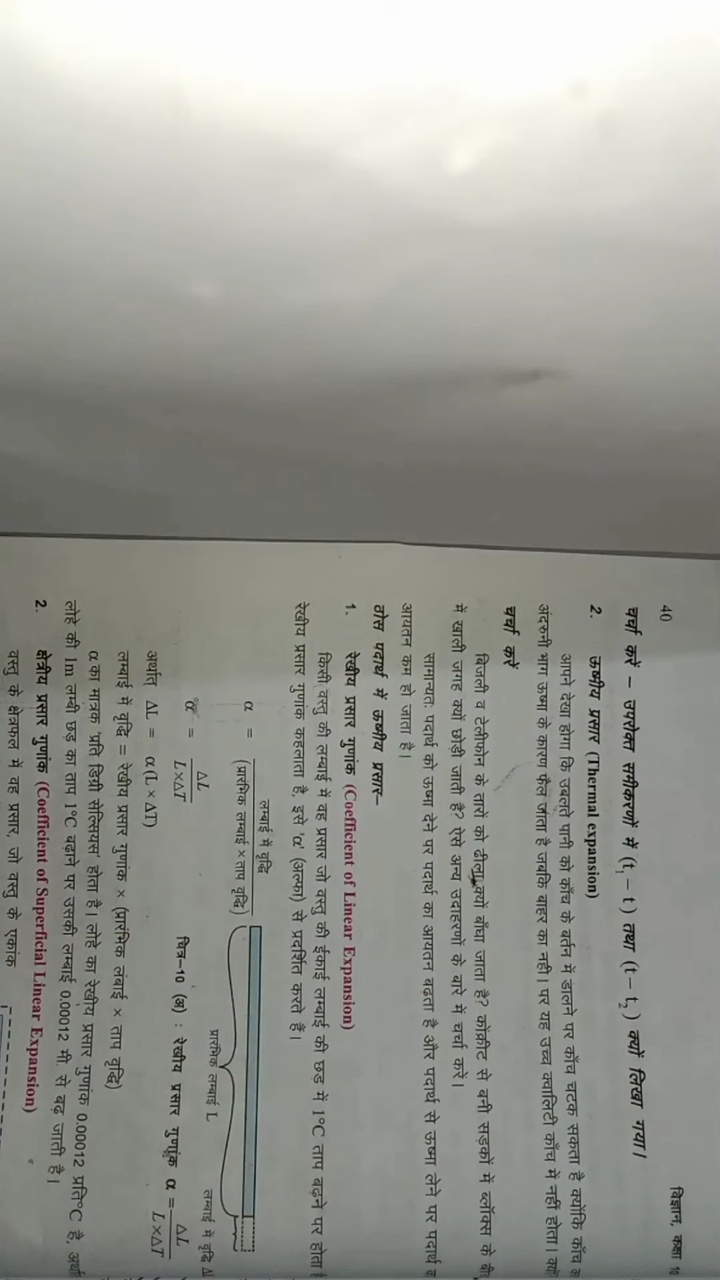 40
विज्ञान, कक्षा
चर्चा करें – उपरोक्त समीकरणों में (t₁ – t) तथा (t – t₂) क्यों लिखा गया।
2. ऊष्मीय प्रसार (Thermal expansion)
आपने देखा होगा कि उबलते पानी को काँच के बर्तन में डालने पर काँच चटक सकता है क्योंकि काँच
अंदरुनी भाग ऊष्मा के कारण फैल जाता है जबकि बाहर का नही। पर यह उच्च क्वालिटी काँच में नहीं होता।
चर्चा करें
बिजली व टेलीफोन के तारों को ढीला क्यों बाँधा जाता है? कोंक्रीट से बनी सड़कों में ब्लॉक्स के
में खाली जगह क्यों छोड़ी जाती है? ऐसे अन्य उदाहरणों के बारे में चर्चा करें।
सामान्यतः पदार्थ को ऊष्मा देने पर पदार्थ का आयतन बढ़ता है और पदार्थ से ऊष्मा लेने पर पदार्थ
आयतन कम हो जाता है।
ठोस पदार्थ में ऊष्मीय प्रसार–
1. रेखीय प्रसार गुणांक (Coefficient of Linear Expansion)
किसी वस्तु की लम्बाई में वह प्रसार जो वस्तु की ईकाई लम्बाई की छड़ में 1°C ताप बढ़ने पर होता
रेखीय प्रसार गुणांक कहलाता है, इसे 'α' (अल्फा) से प्रदर्शित करते है।
α = लम्बाई में वृद्धि / (प्रारंभिक लम्बाई × ताप वृद्धि)
α = ΔL / L×ΔT
अर्थात् ΔL = α (L × ΔT)
प्रारंभिक लम्बाई L
लम्बाई में वृद्धि
चित्र–10 (अ) : रेखीय प्रसार गुणांक α = ΔL / L×ΔT
लम्बाई में वृद्धि = रेखीय प्रसार गुणांक × (प्रारंभिक लंबाई × ताप वृद्धि)
α का मात्रक 'प्रति डिग्री सेल्सियस' होता है। लोहे का रेखीय प्रसार गुणांक 0.00012 प्रति°C है,
लोहे की 1m लम्बी छड़ का ताप 1°C बढ़ाने पर उसकी लम्बाई 0.00012 मी. से बढ़ जाती है।
2. क्षेत्रीय प्रसार गुणांक (Coefficient of Superficial Linear Expansion)
वस्तु के क्षेत्रफल में वह प्रसार, जो वस्तु के एकांक